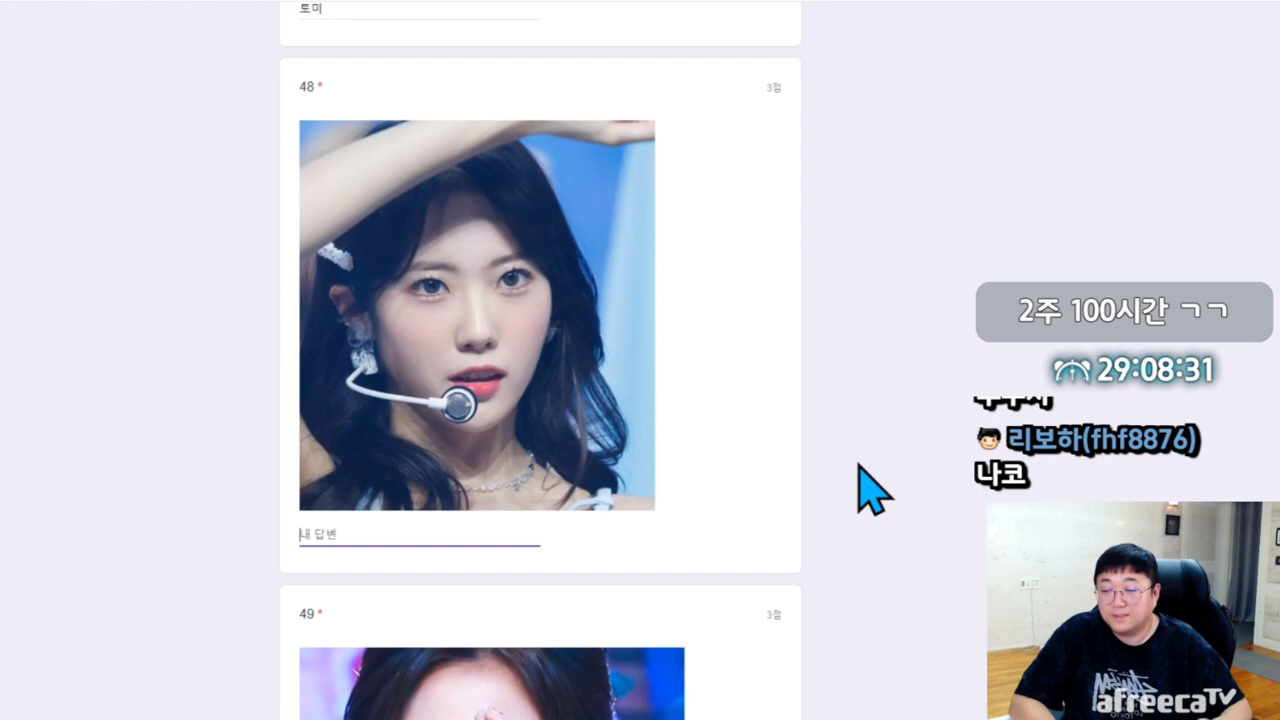 토미
48 *
3점
내 답변
49 *
3점
2주 100시간 ㄱㄱ
29:08:31
리보하(fhf8876)
나코
afreecaTV